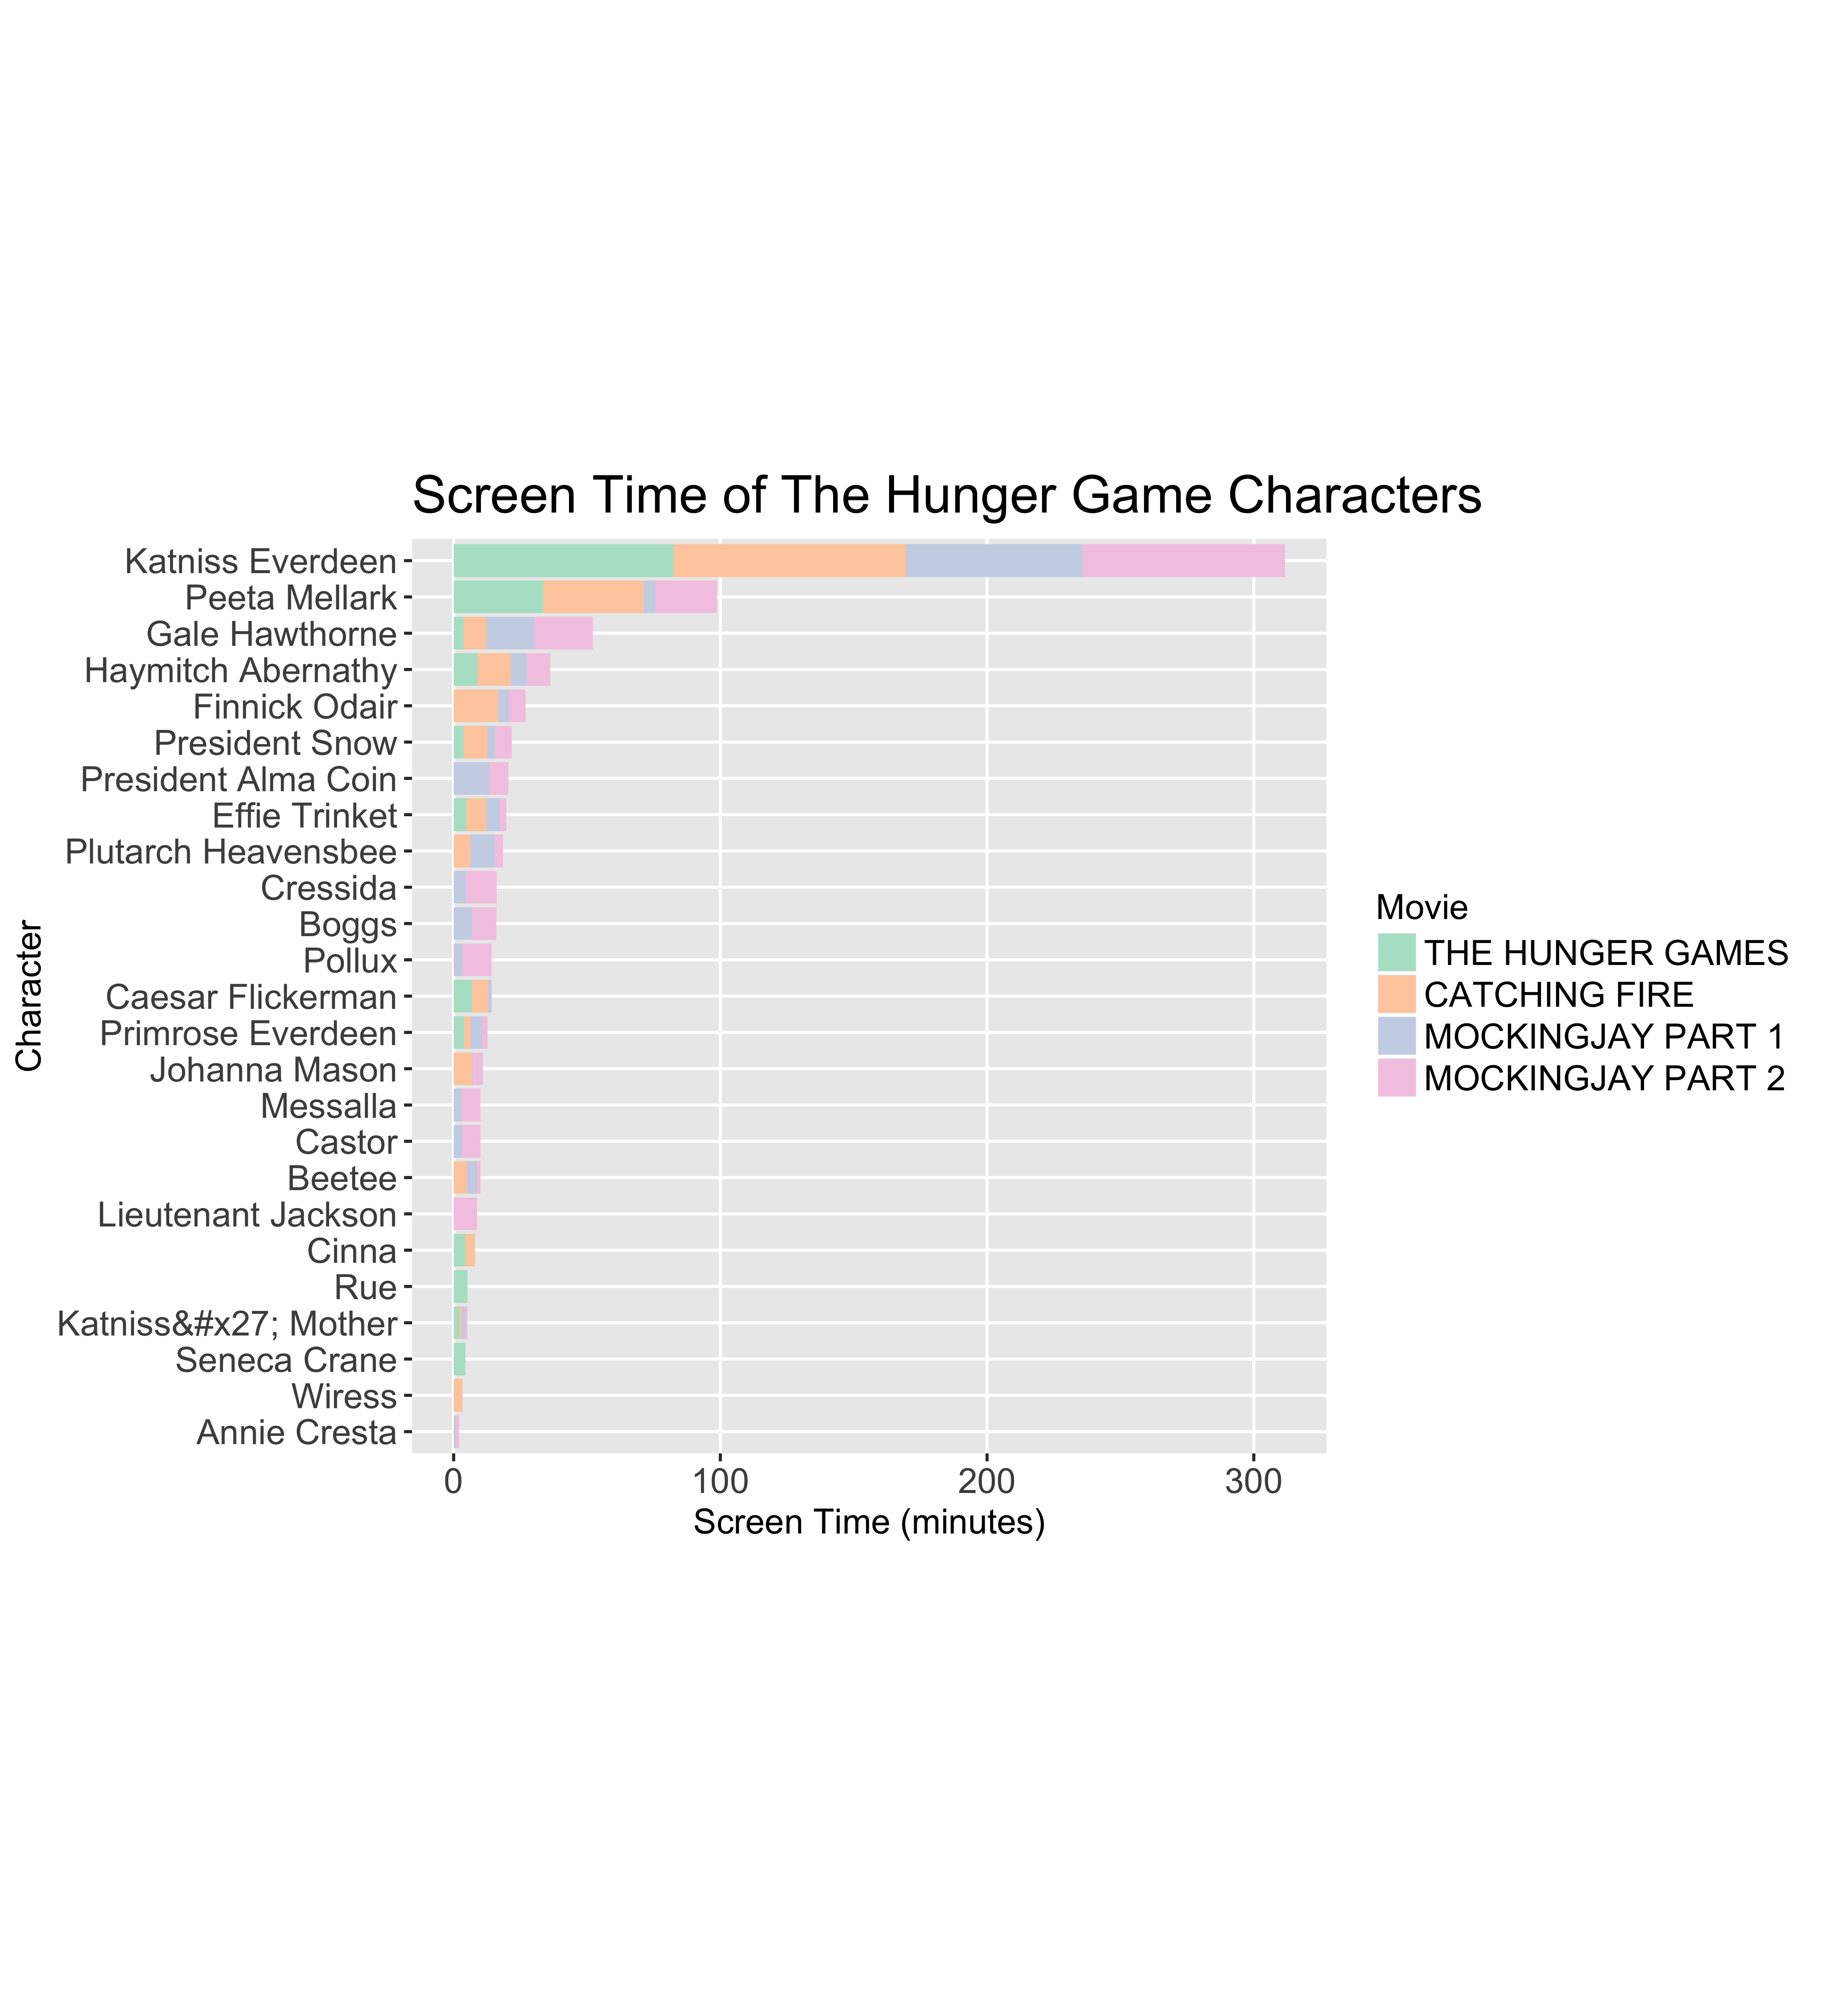 Screen Time of The Hunger Game Characters
Character
Katniss Everdeen
Peeta Mellark
Gale Hawthorne
Haymitch Abernathy
Finnick Odair
President Snow
President Alma Coin
Effie Trinket
Plutarch Heavensbee
Cressida
Boggs
Pollux
Caesar Flickerman
Primrose Everdeen
Johanna Mason
Messalla
Castor
Beetee
Lieutenant Jackson
Cinna
Rue
Katniss&#x27; Mother
Seneca Crane
Wiress
Annie Cresta
0 100 200 300
Screen Time (minutes)
Movie
THE HUNGER GAMES
CATCHING FIRE
MOCKINGJAY PART 1
MOCKINGJAY PART 2